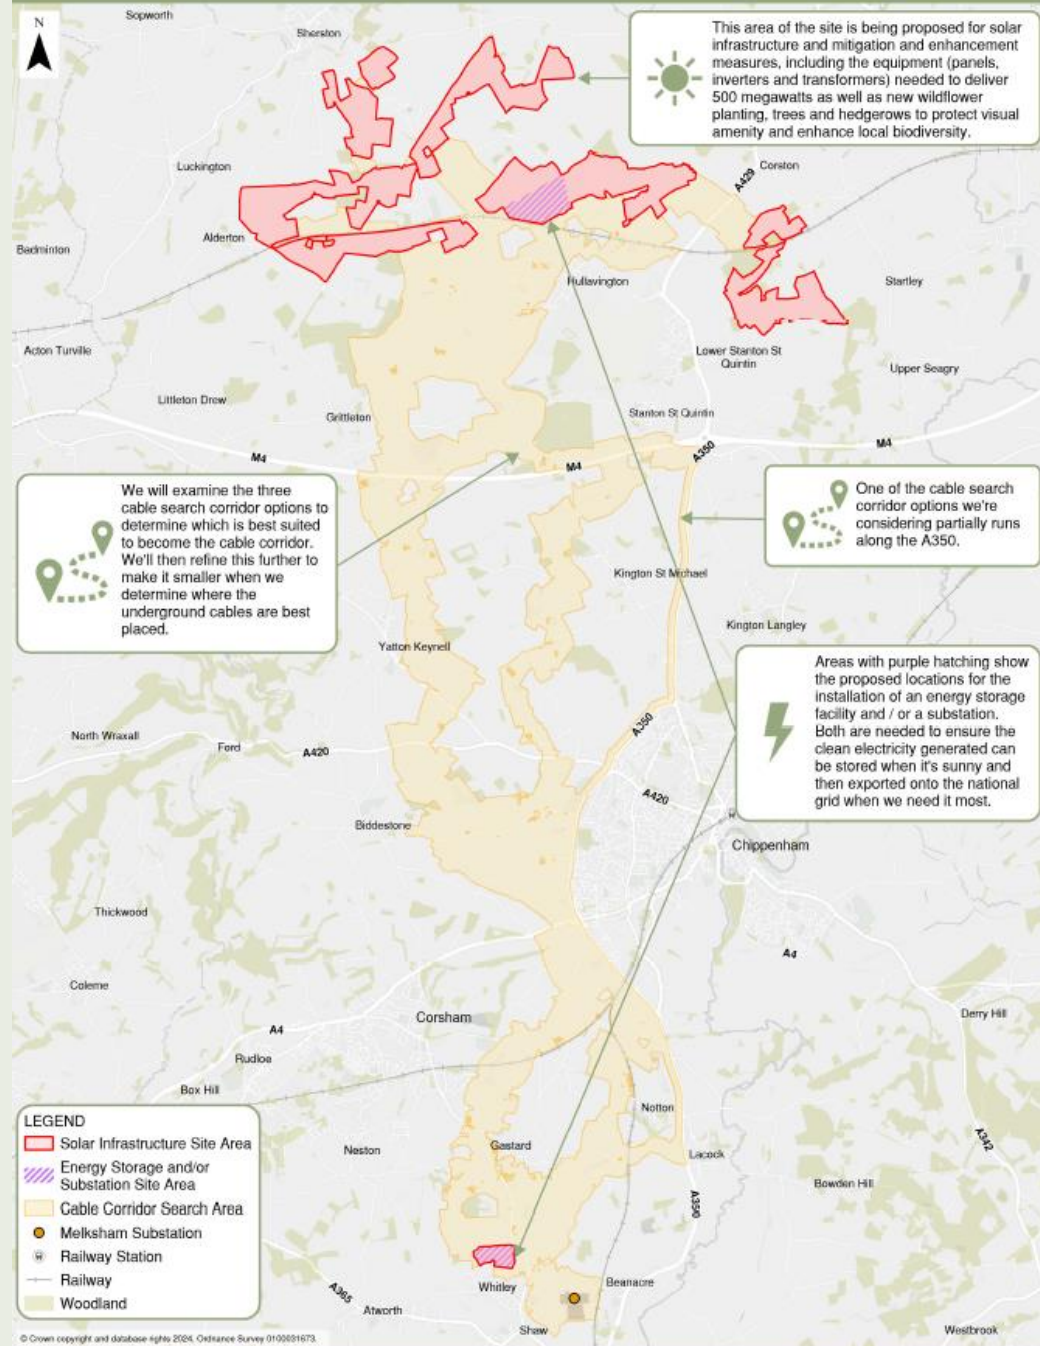 N
Sopworth
Sherston
This area of the site is being proposed for solar
infrastructure and mitigation and enhancement
measures, including the equipment (panels,
inverters and transformers) needed to deliver
500 megawatts as well as new wildflower
planting, trees and hedgerows to protect visual
amenity and enhance local biodiversity.
Luckington
Corston
A429
Alderton
Badminton
Hullavington
Startley
Acton Turville
Lower Stanton St
Quintin
Upper Seagry
Littleton Drew
Grittleton
Stanton St Quintin
M4
M4
A350
M4
We will examine the three
cable search corridor options to
determine which is best suited
to become the cable corridor.
We'll then refine this further to
make it smaller when we
determine where the
underground cables are best
placed.
One of the cable search
corridor options we're
considering partially runs
along the A350.
Kington St Michael
Kington Langley
Yatton Keynell
Areas with purple hatching show
the proposed locations for the
installation of an energy storage
facility and / or a substation.
Both are needed to ensure the
clean electricity generated can
be stored when it's sunny and
then exported onto the national
grid when we need it most.
North Wraxall
Ford
A420
A350
A420
Biddestone
Chippenham
Thickwood
A4
Colerne
Corsham
Derry Hill
A4
Rudloe
Box Hill
Notton
Neston
Gastard
Lacock
A342
Bowden Hill
A350
LEGEND
Solar Infrastructure Site Area
Energy Storage and/or
Substation Site Area
Cable Corridor Search Area
Melksham Substation
Railway Station
Railway
Woodland
Whitley
Beanacre
A365
Atworth
Shaw
Westbrook
© Crown copyright and database rights 2024. Ordnance Survey 0100031673.